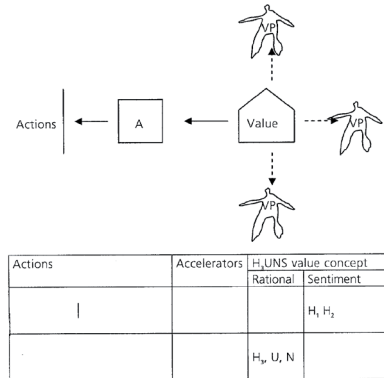 VP
Actions
A
Value
VP
VP
Actions Accelerators H₃UNS value concept
Rational Sentiment
H₁ H₂
H₃, U, N